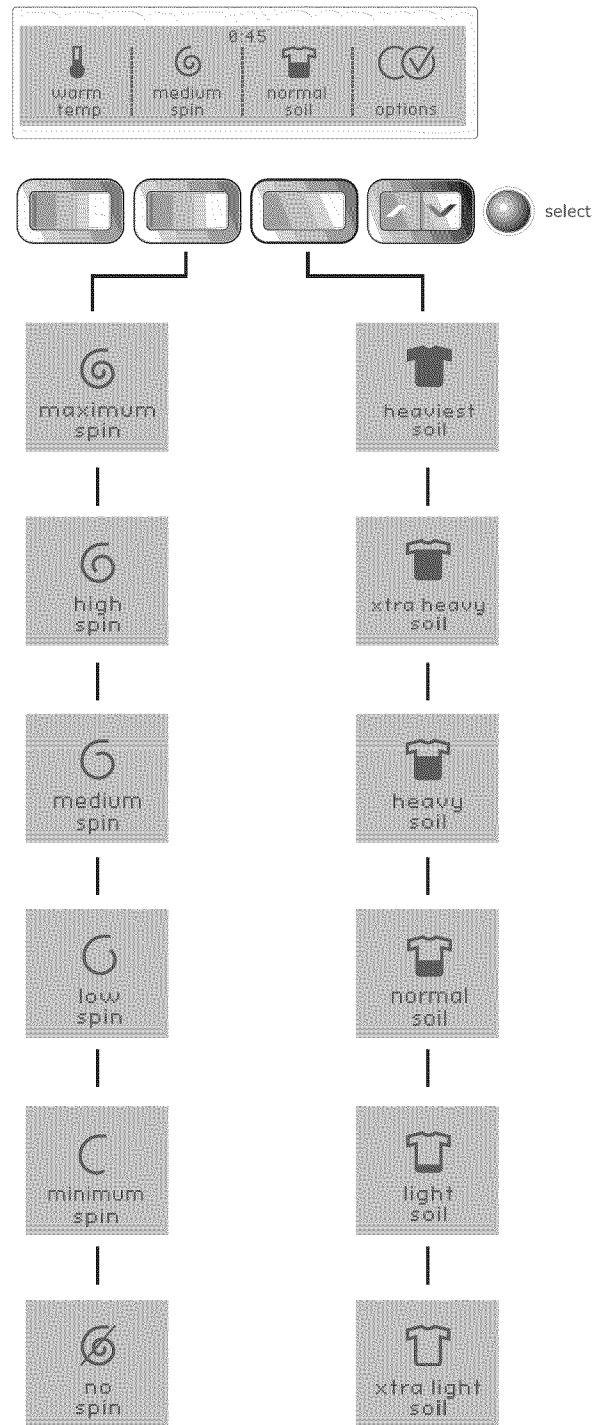 0:45
warm
temp
medium
spin
normal
soil
options
select
maximum
spin
heaviest
soil
high
spin
xtra heavy
soil
medium
spin
heavy
soil
low
spin
normal
soil
minimum
spin
light
soil
no
spin
xtra light
soil